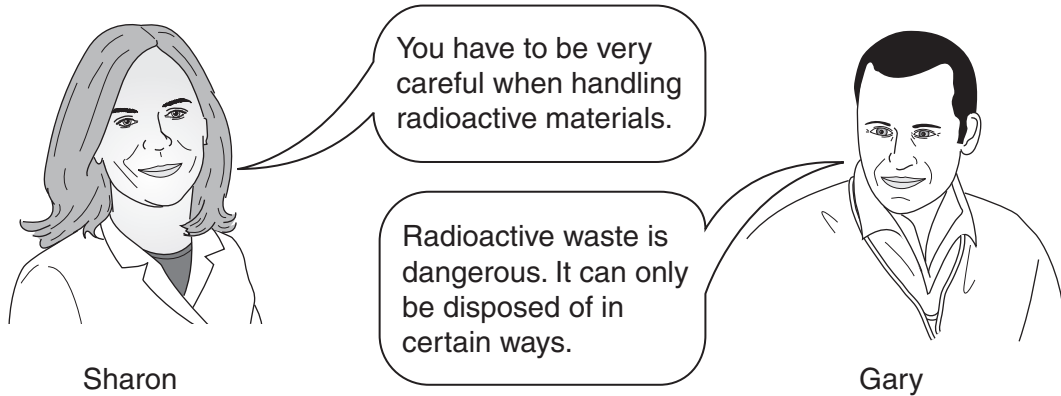 You have to be very
careful when handling
radioactive materials.
Radioactive waste is
dangerous. It can only
be disposed of in
certain ways.
Sharon
Gary